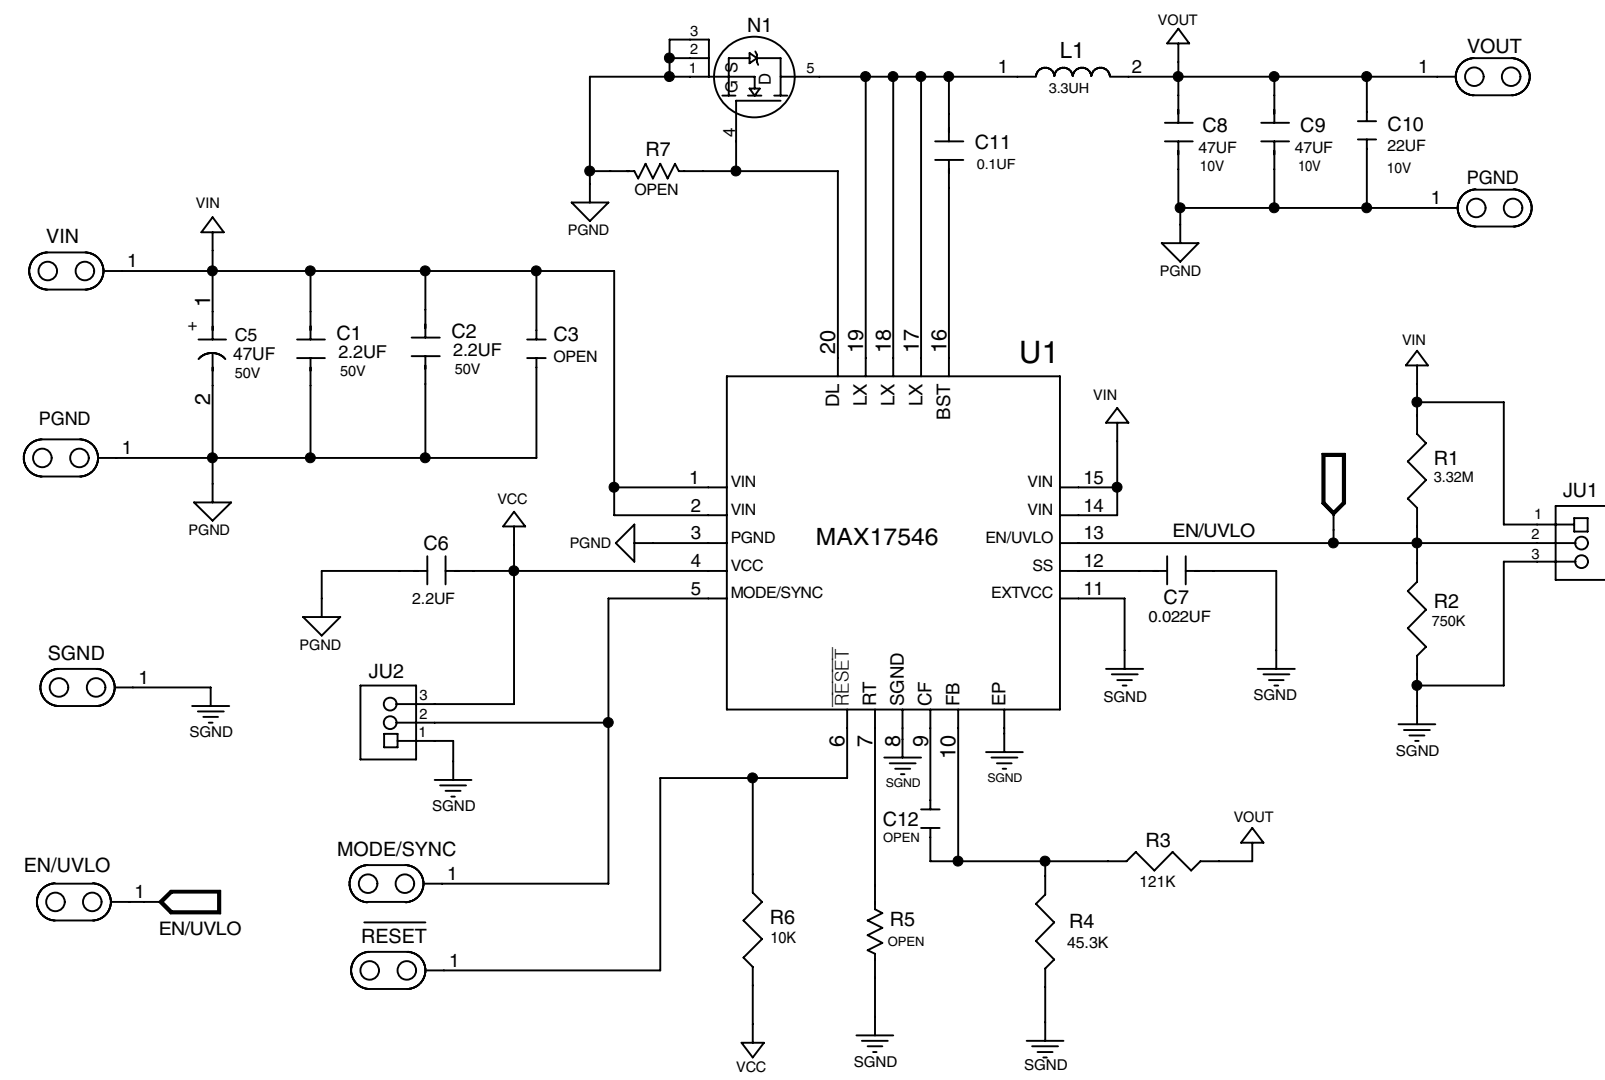 N1
3
2
1
G
S
D
5
4
R7
OPEN
PGND
1
L1
2
3.3UH
C11
0.1UF
VOUT
C8
47UF
10V
C9
47UF
10V
C10
22UF
10V
1
VOUT
1
PGND
PGND
VIN
1
VIN
1
+
C5
47UF
50V
2
C1
2.2UF
50V
C2
2.2UF
50V
C3
OPEN
PGND
1
PGND
U1
MAX17546
20
19
18
17
16
DL
LX
LX
LX
BST
1
VIN
2
VIN
PGND
3
PGND
4
VCC
5
MODE/SYNC
VIN
15
VIN
14
EN/UVLO
13
SS
12
EXTVCC
11
VIN
EN/UVLO
C7
0.022UF
SGND
SGND
VIN
R1
3.32M
R2
750K
SGND
JU1
1
2
3
VCC
C6
2.2UF
PGND
JU2
3
2
1
SGND
SGND
1
SGND
RESET
RT
SGND
CF
FB
EP
6
7
8
9
10
SGND
SGND
C12
OPEN
R3
121K
VOUT
R4
45.3K
SGND
R5
OPEN
SGND
R6
10K
VCC
MODE/SYNC
1
RESET
1
EN/UVLO
1
EN/UVLO